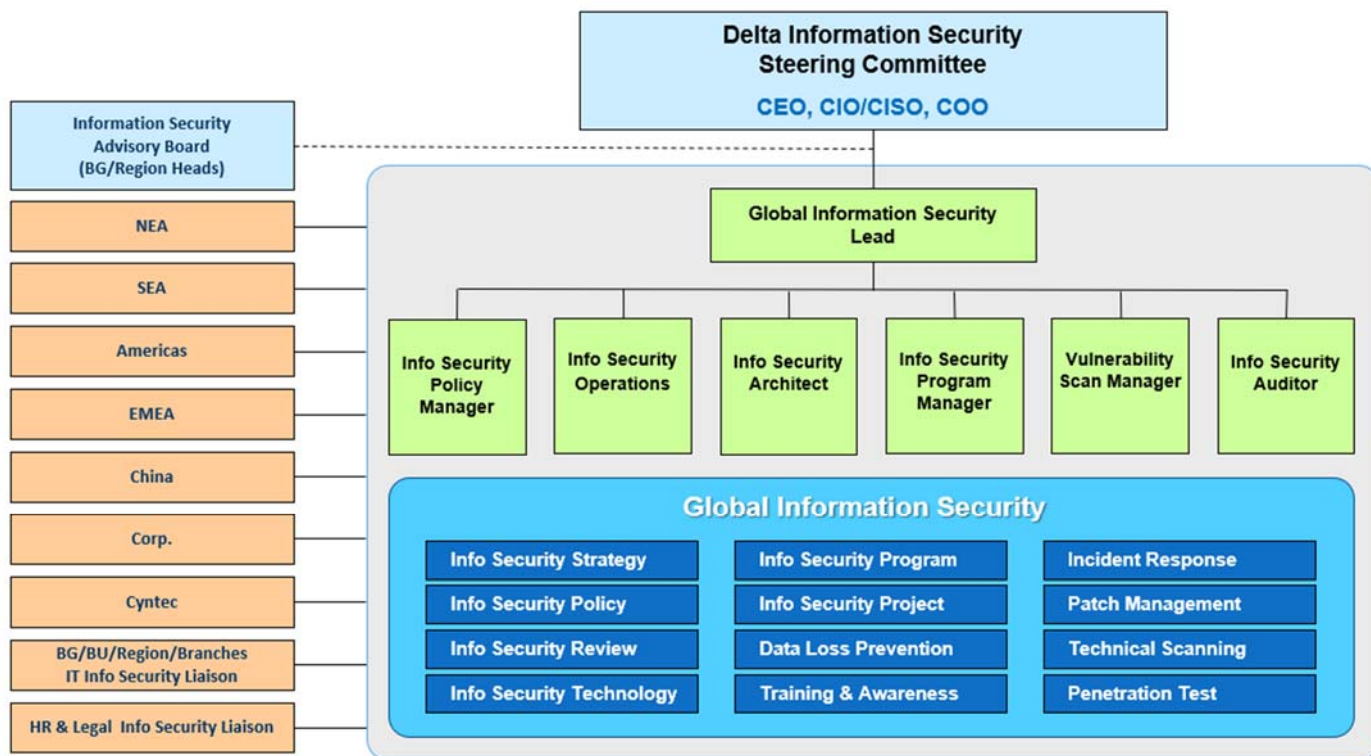 Delta Information Security
Steering Committee
CEO, CIO/CISO, COO
Information Security
Advisory Board
(BG/Region Heads)
NEA
SEA
Americas
EMEA
China
Corp.
Cyntec
BG/BU/Region/Branches
IT Info Security Liaison
HR & Legal Info Security Liaison
Global Information Security
Lead
Info Security
Policy
Manager
Info Security
Operations
Info Security
Architect
Info Security
Program
Manager
Vulnerability
Scan Manager
Info Security
Auditor
Global Information Security
Info Security Strategy
Info Security Policy
Info Security Review
Info Security Technology
Info Security Program
Info Security Project
Data Loss Prevention
Training & Awareness
Incident Response
Patch Management
Technical Scanning
Penetration Test